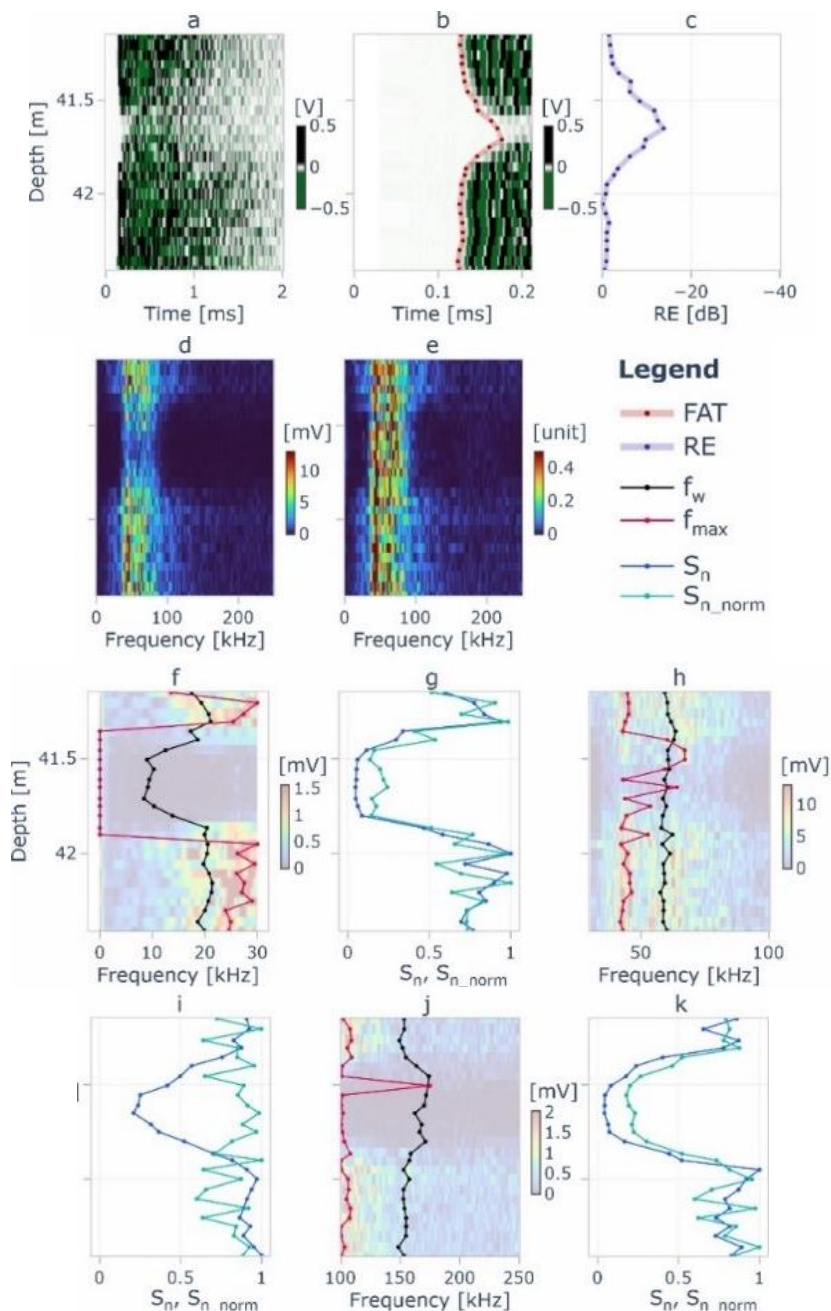 a
b
c
Depth [m]
41.5
42
[V]
0.5
0
−0.5
[V]
0.5
0
−0.5
0
1
2
Time [ms]
0
0.1
0.2
Time [ms]
0
−20
−40
RE [dB]
d
e
[mV]
10
5
0
[unit]
0.4
0.2
0
0
100
200
Frequency [kHz]
0
100
200
Frequency [kHz]
Legend
FAT
RE
f_w
f_max
S_n
S_n_norm
f
g
h
Depth [m]
41.5
42
[mV]
1.5
1
0.5
0
[mV]
10
5
0
0
10
20
30
Frequency [kHz]
0
0.5
1
S_n, S_n_norm
50
100
Frequency [kHz]
i
j
k
[mV]
2
1.5
1
0.5
0
0
0.5
1
S_n, S_n_norm
100
150
200
250
Frequency [kHz]
0
0.5
1
S_n, S_n_norm